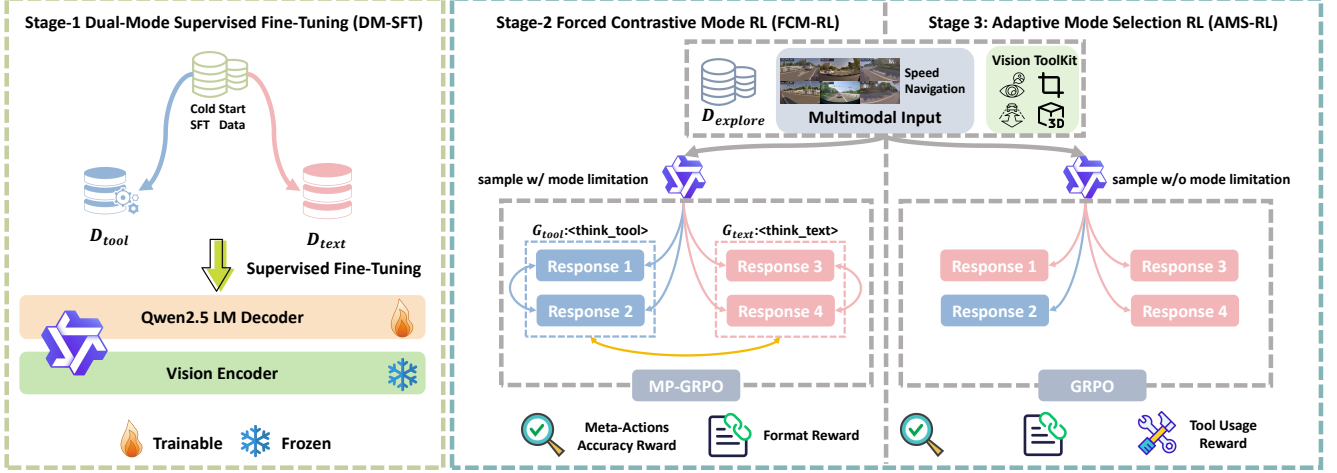 Stage-1 Dual-Mode Supervised Fine-Tuning (DM-SFT)
Cold Start
SFT Data
D_tool
D_text
Supervised Fine-Tuning
Qwen2.5 LM Decoder
Vision Encoder
Trainable
Frozen
Stage-2 Forced Contrastive Mode RL (FCM-RL)
Stage 3: Adaptive Mode Selection RL (AMS-RL)
D_explore
Speed
Navigation
Multimodal Input
Vision ToolKit
3D
sample w/ mode limitation
sample w/o mode limitation
G_tool:<think_tool>
G_text:<think_text>
Response 1
Response 2
Response 3
Response 4
MP-GRPO
Response 1
Response 2
Response 3
Response 4
GRPO
Meta-Actions
Accuracy Rward
Format Reward
Tool Usage
Reward